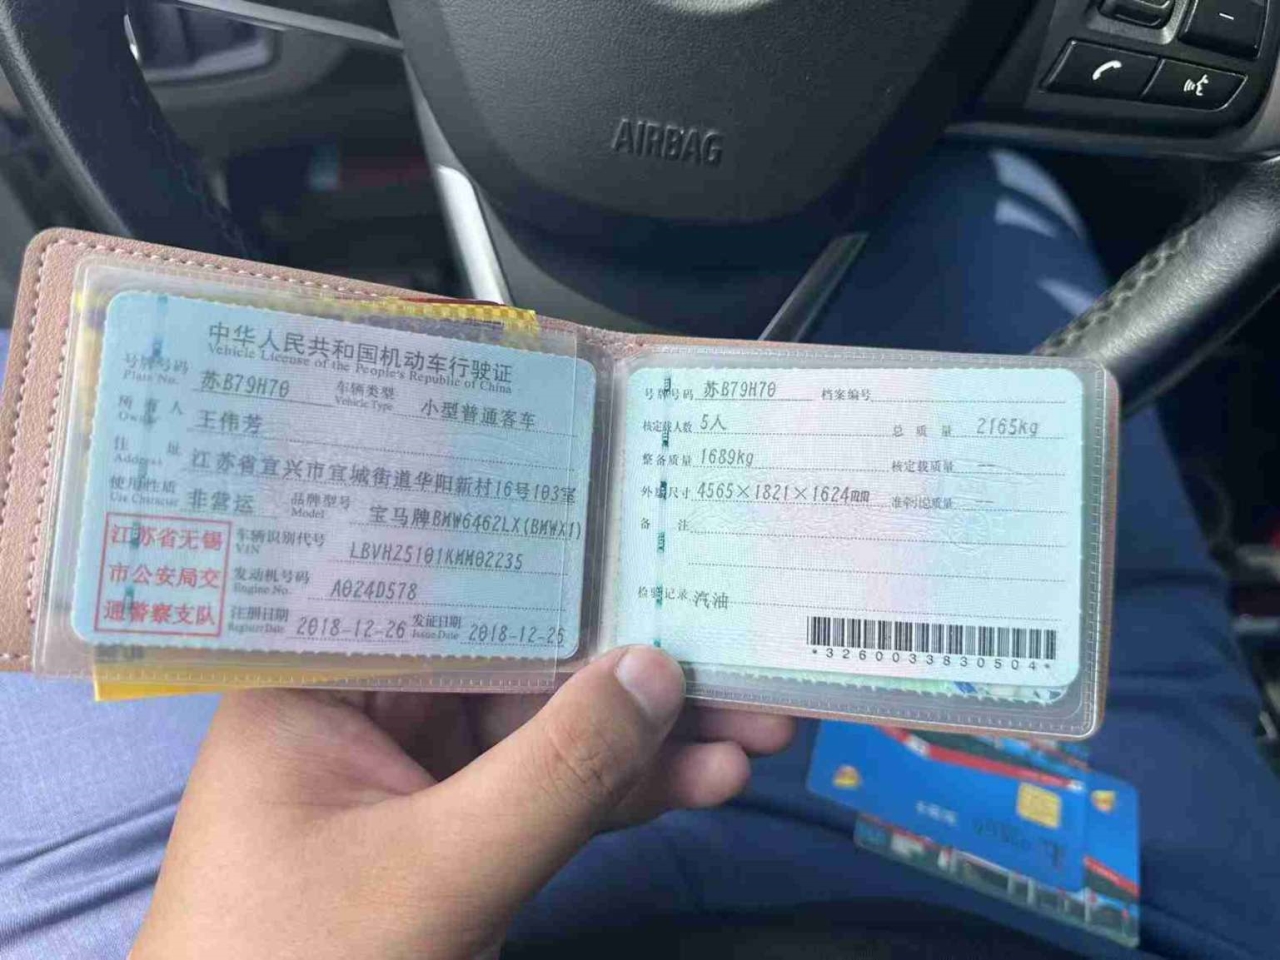 AIRBAG
中华人民共和国机动车行驶证
Vehicle License of the People's Republic of China
号牌号码 苏B79H70 车辆类型 小型普通客车
Plate No. Vehicle Type
所有人 王伟芳
Owner
住址 江苏省宜兴市宜城街道华阳新村16号103室
Address
使用性质 非营运 品牌型号 宝马牌BMW6462LX(BMWX1)
Use Character Model
江苏省无锡
市公安局交
通警察支队
车辆识别代号 LBVHZ5101KMM02235
VIN
发动机号码 A024D578
Engine No.
注册日期 2018-12-26 发证日期 2018-12-25
Register Date Issue Date
号牌号码 苏B79H70 档案编号
核定载人数 5人 总质量 2165kg
整备质量 1689kg 核定载质量 --
外廓尺寸 4565×1821×1624mm 准牵引总质量 --
备注
检验记录 汽油
*3260033830504*